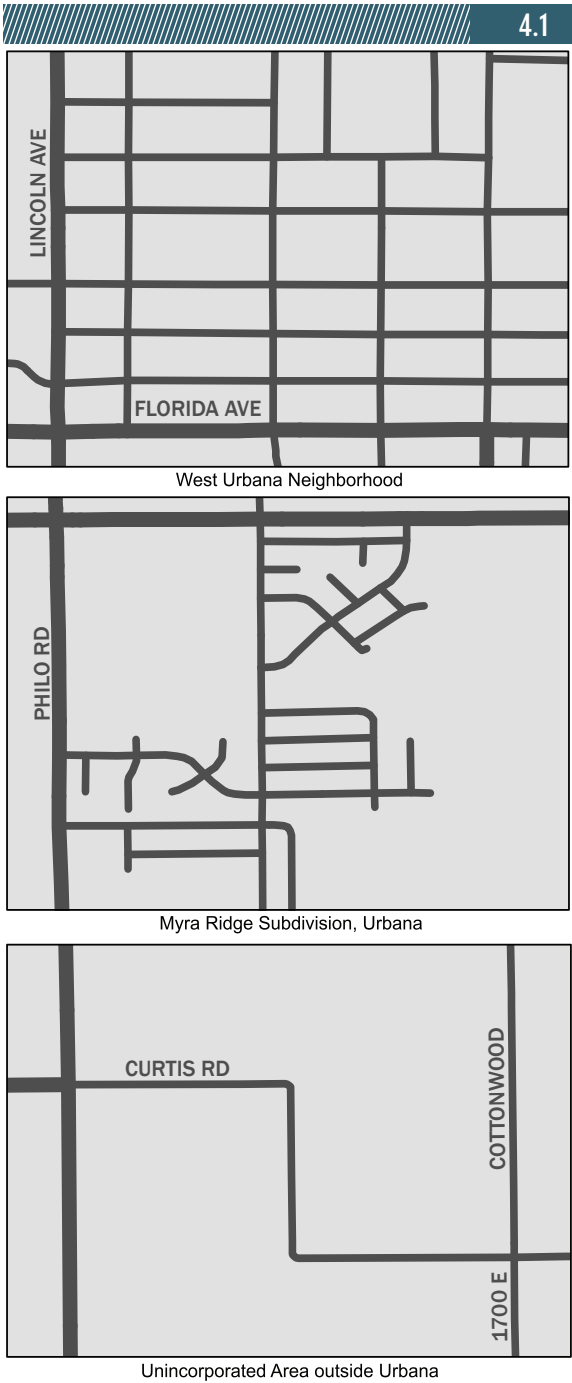 4.1
LINCOLN AVE
FLORIDA AVE
West Urbana Neighborhood
PHILO RD
Myra Ridge Subdivision, Urbana
CURTIS RD
COTTONWOOD
1700 E
Unincorporated Area outside Urbana